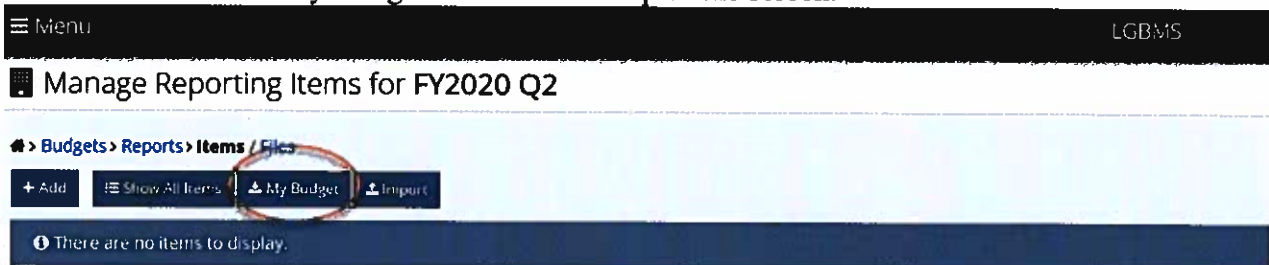 Menu LGBMS
Manage Reporting Items for FY2020 Q2
> Budgets > Reports > Items / Files
+ Add Show All Items My Budget Import
There are no items to display.